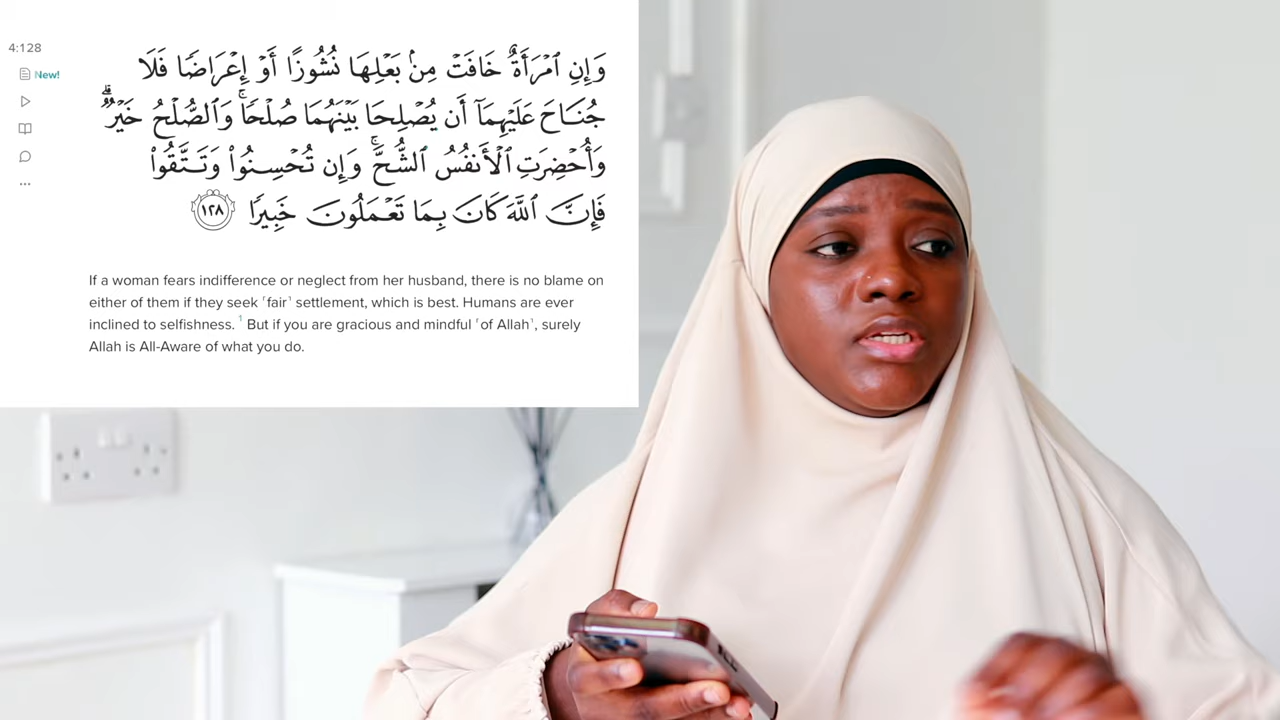 4:128
New!
وَإِنِ ٱمْرَأَةٌ خَافَتْ مِنۢ بَعْلِهَا نُشُوزًا أَوْ إِعْرَاضًا فَلَا
جُنَاحَ عَلَيْهِمَآ أَن يُصْلِحَا بَيْنَهُمَا صُلْحًا ۚ وَٱلصُّلْحُ خَيْرٌ ۗ
وَأُحْضِرَتِ ٱلْأَنفُسُ ٱلشُّحَّ ۚ وَإِن تُحْسِنُوا۟ وَتَتَّقُوا۟
فَإِنَّ ٱللَّهَ كَانَ بِمَا تَعْمَلُونَ خَبِيرًا ١٢٨
If a woman fears indifference or neglect from her husband, there is no blame on
either of them if they seek ˹fair˺ settlement, which is best. Humans are ever
inclined to selfishness. 1 But if you are gracious and mindful ˹of Allah˺, surely
Allah is All-Aware of what you do.